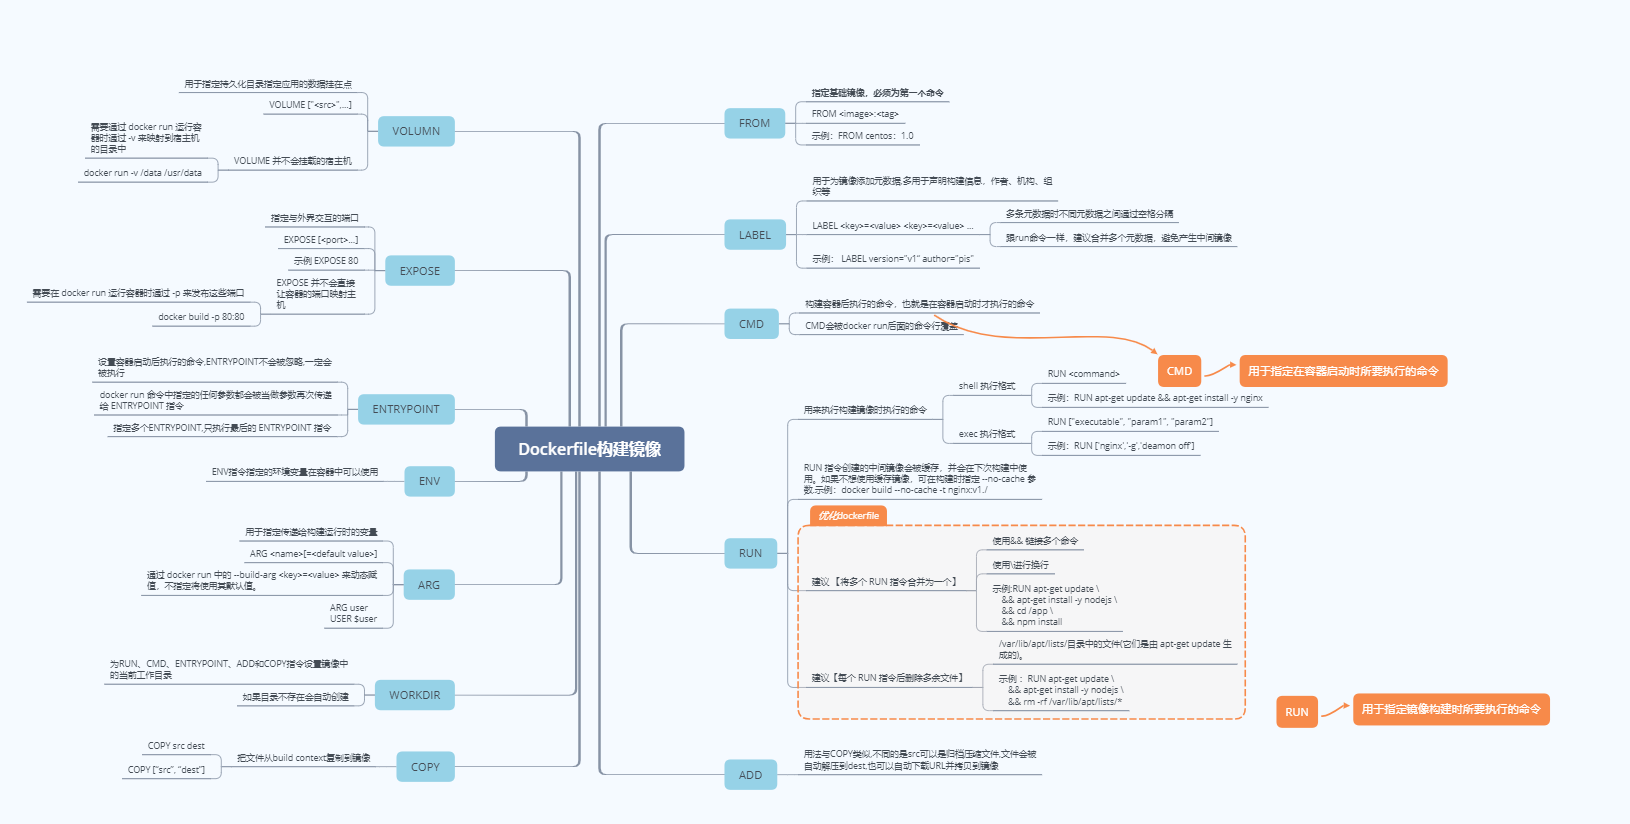 Dockerfile构建镜像
VOLUMN
用于指定持久化目录指定应用的数据挂在点
VOLUME ["<src>",...]
VOLUME 并不会挂载的宿主机
需要通过 docker run 运行容
器时通过 -v 来映射到宿主机
的目录中
docker run -v /data /usr/data
EXPOSE
指定与外界交互的端口
EXPOSE [<port>...]
示例 EXPOSE 80
EXPOSE 并不会直接
让容器的端口映射主
机
需要在 docker run 运行容器时通过 -p 来发布这些端口
docker build -p 80:80
ENTRYPOINT
设置容器启动后执行的命令,ENTRYPOINT不会被忽略,一定会
被执行
docker run 命令中指定的任何参数都会被当做参数再次传递
给 ENTRYPOINT 指令
指定多个ENTRYPOINT,只执行最后的 ENTRYPOINT 指令
ENV
ENV指令指定的环境变量在容器中可以使用
ARG
用于指定传递给构建运行时的变量
ARG <name>[=<default value>]
通过 docker run 中的 --build-arg <key>=<value> 来动态赋
值，不指定将使用其默认值。
ARG user
USER $user
WORKDIR
为RUN、CMD、ENTRYPOINT、ADD和COPY指令设置镜像中
的当前工作目录
如果目录不存在会自动创建
COPY
把文件从build context复制到镜像
COPY src dest
COPY ["src", "dest"]
FROM
指定基础镜像，必须为第一个命令
FROM <image>:<tag>
示例：FROM centos：1.0
LABEL
用于为镜像添加元数据,多用于声明构建信息，作者、机构、组
织等
LABEL <key>=<value> <key>=<value> ...
多条元数据时不同元数据之间通过空格分隔
跟run命令一样，建议合并多个元数据，避免产生中间镜像
示例： LABEL version="v1" author="pis"
CMD
构建容器后执行的命令，也就是在容器启动时才执行的命令
CMD会被docker run后面的命令行覆盖
CMD
用于指定在容器启动时所要执行的命令
RUN
用来执行构建镜像时执行的命令
shell 执行格式
RUN <command>
示例：RUN apt-get update && apt-get install -y nginx
exec 执行格式
RUN ["executable", "param1", "param2"]
示例：RUN ['nginx','-g','deamon off']
RUN 指令创建的中间镜像会被缓存，并会在下次构建中使
用。如果不想使用缓存镜像，可在构建时指定 --no-cache 参
数,示例：docker build --no-cache -t nginx:v1./
优化dockerfile
建议 【将多个 RUN 指令合并为一个】
使用&& 链接多个命令
使用\进行换行
示例:RUN apt-get update \
&& apt-get install -y nodejs \
&& cd /app \
&& npm install
建议【每个 RUN 指令后删除多余文件】
/var/lib/apt/lists/目录中的文件(它们是由 apt-get update 生
成的)。
示例 ：RUN apt-get update \
&& apt-get install -y nodejs \
&& rm -rf /var/lib/apt/lists/*
RUN
用于指定镜像构建时所要执行的命令
ADD
用法与COPY类似,不同的是src可以是归档压缩文件,文件会被
自动解压到dest,也可以自动下载URL并拷贝到镜像